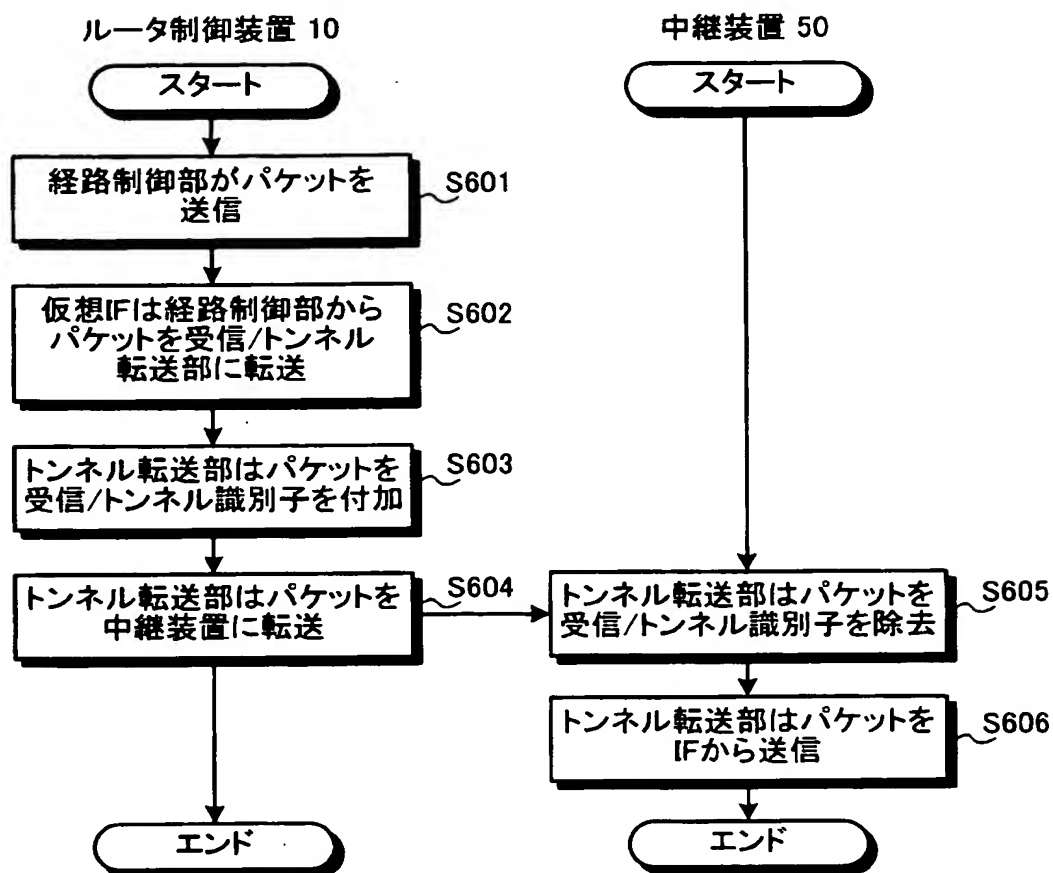 ルータ制御装置 10
スタート
経路制御部がパケットを
送信
S601
仮想IFは経路制御部から
パケットを受信/トンネル
転送部に転送
S602
トンネル転送部はパケットを
受信/トンネル識別子を付加
S603
トンネル転送部はパケットを
中継装置に転送
S604
エンド
中継装置 50
スタート
トンネル転送部はパケットを
受信/トンネル識別子を除去
S605
トンネル転送部はパケットを
IFから送信
S606
エンド